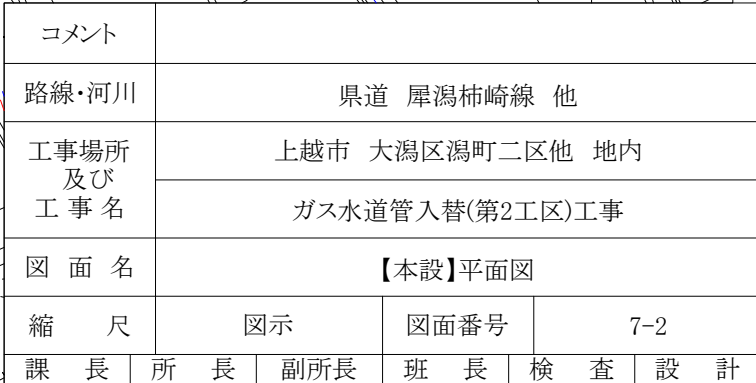 コメント
路線・河川 県道 犀潟柿崎線 他
工事場所 上越市 大潟区潟町二区他 地内
及び
工事名 ガス水道管入替(第2工区)工事
図面名 【本設】平面図
縮尺 図示 図面番号 7-2
課長 所長 副所長 班長 検査 設計